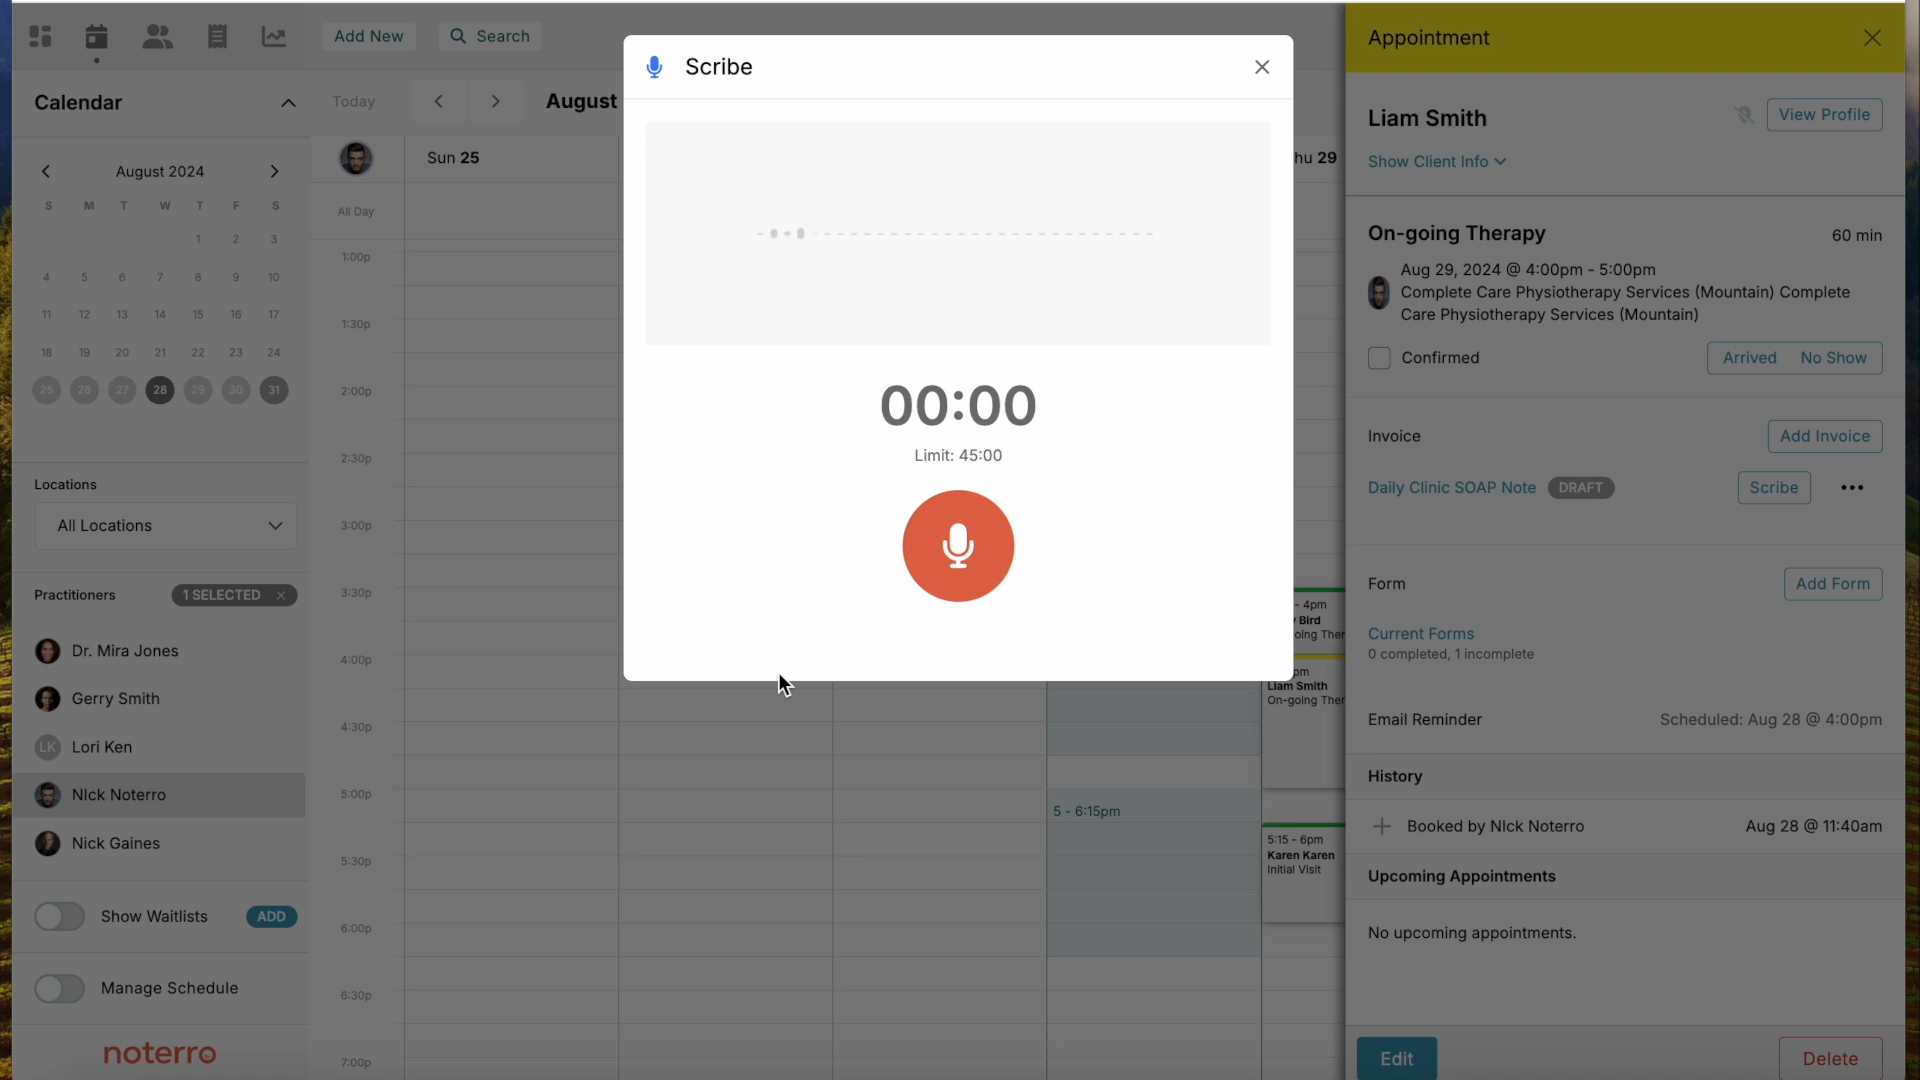 Add New
Search
Calendar
August 2024
S M T W T F S
1 2 3
4 5 6 7 8 9 10
11 12 13 14 15 16 17
18 19 20 21 22 23 24
25 26 27 28 29 30 31
Locations
All Locations
Practitioners
1 SELECTED
Dr. Mira Jones
Gerry Smith
LK
Lori Ken
NIck Noterro
Nick Gaines
Show Waitlists
ADD
Manage Schedule
noterro
Today
August
Sun 25
hu 29
All Day
1:00p
1:30p
2:00p
2:30p
3:00p
3:30p
4:00p
4:30p
5:00p
5:30p
6:00p
6:30p
7:00p
5 - 6:15pm
- 4pm
Bird
oing Ther
pm
Liam Smith
On-going Ther
5:15 - 6pm
Karen Karen
Initial Visit
Scribe
00:00
Limit: 45:00
Appointment
Liam Smith
View Profile
Show Client Info
On-going Therapy
60 min
Aug 29, 2024 @ 4:00pm - 5:00pm
Complete Care Physiotherapy Services (Mountain) Complete
Care Physiotherapy Services (Mountain)
Confirmed
Arrived
No Show
Invoice
Add Invoice
Daily Clinic SOAP Note
DRAFT
Scribe
Form
Add Form
Current Forms
0 completed, 1 incomplete
Email Reminder
Scheduled: Aug 28 @ 4:00pm
History
Booked by NIck Noterro
Aug 28 @ 11:40am
Upcoming Appointments
No upcoming appointments.
Edit
Delete